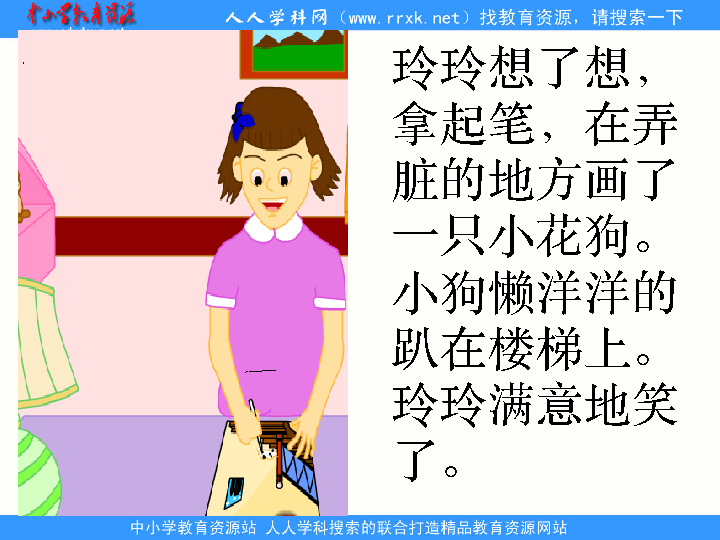 中小学教育资源
人人学科网（www.rrxk.net）找教育资源，请搜索一下
玲玲想了想，
拿起笔，在弄
脏的地方画了
一只小花狗。
小狗懒洋洋的
趴在楼梯上。
玲玲满意地笑
了。
中小学教育资源站 人人学科搜索的联合打造精品教育资源网站